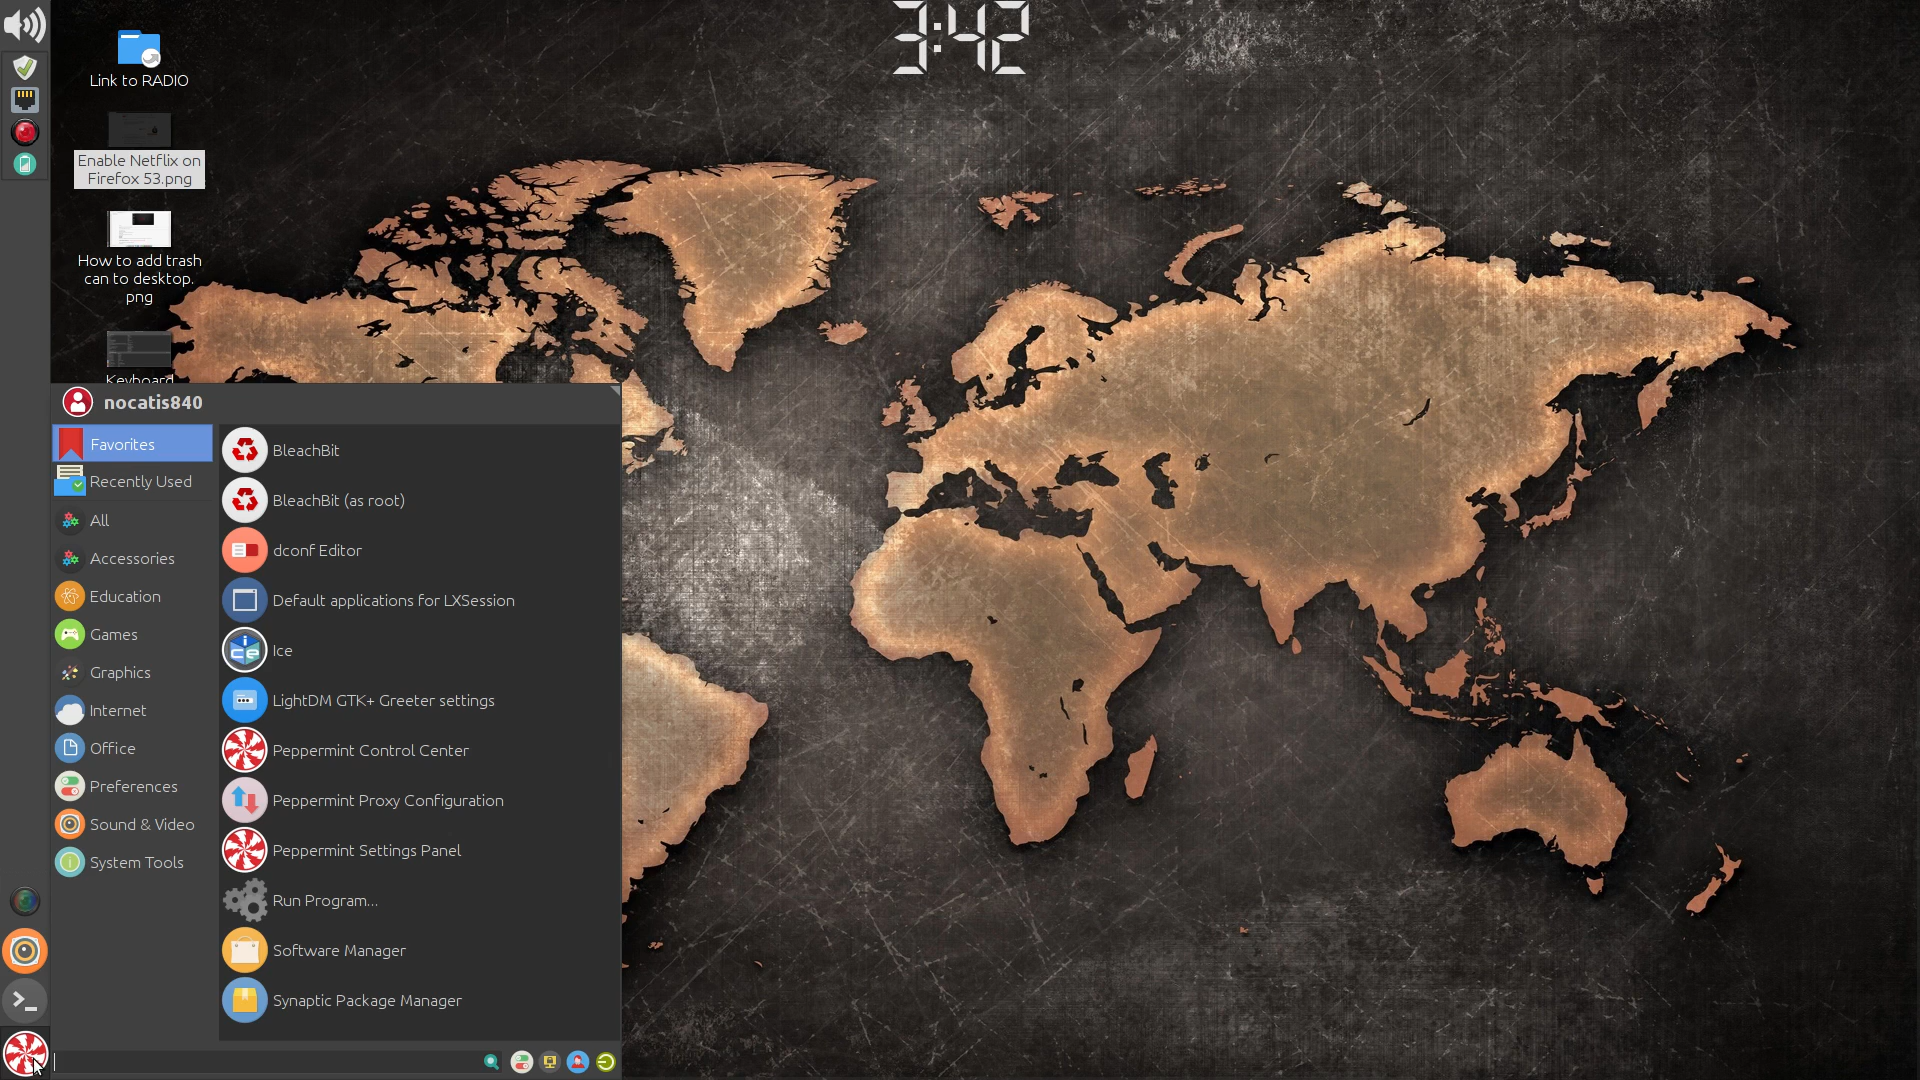 3:42
Link to RADIO
Enable Netflix on
Firefox 53.png
How to add trash
can to desktop.
png
Keyboard
nocatis840
Favorites
Recently Used
All
Accessories
Education
Games
Graphics
Internet
Office
Preferences
Sound & Video
System Tools
BleachBit
BleachBit (as root)
dconf Editor
Default applications for LXSession
Ice
LightDM GTK+ Greeter settings
Peppermint Control Center
Peppermint Proxy Configuration
Peppermint Settings Panel
Run Program...
Software Manager
Synaptic Package Manager